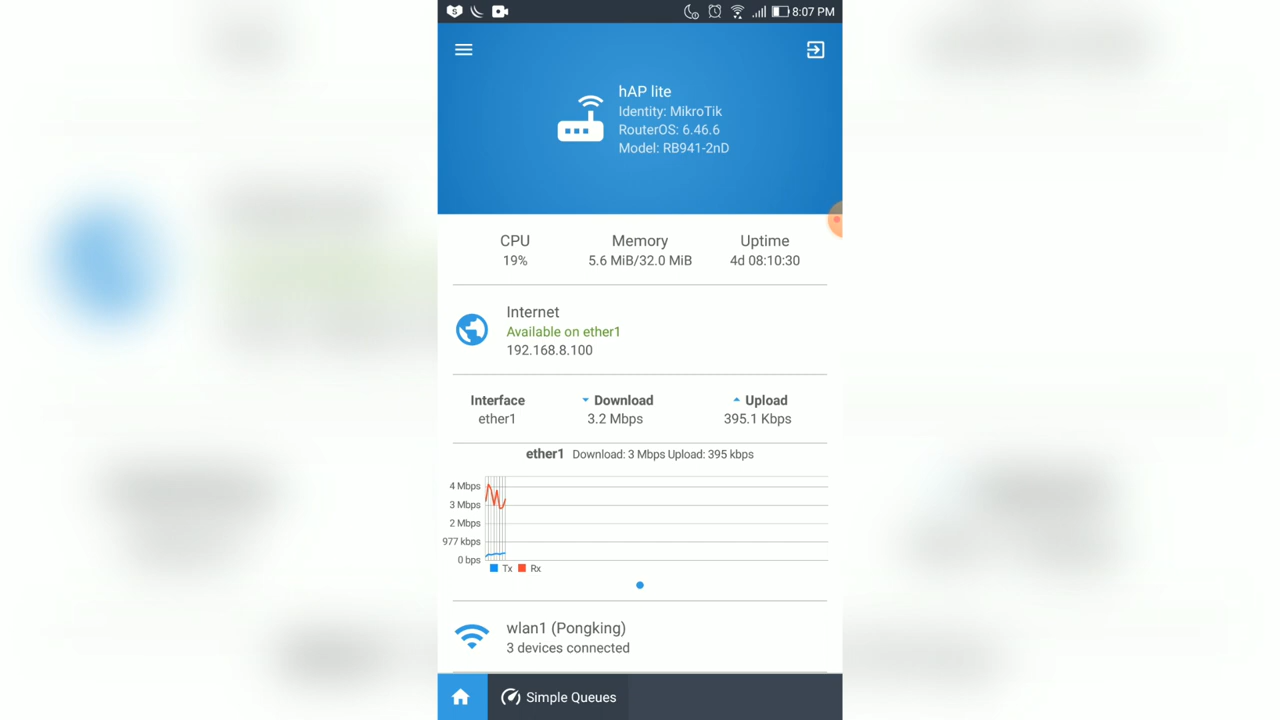 8:07 PM
hAP lite
Identity: MikroTik
RouterOS: 6.46.6
Model: RB941-2nD
CPU Memory Uptime
19% 5.6 MiB/32.0 MiB 4d 08:10:30
Internet
Available on ether1
192.168.8.100
Interface Download Upload
ether1 3.2 Mbps 395.1 Kbps
ether1 Download: 3 Mbps Upload: 395 kbps
4 Mbps
3 Mbps
2 Mbps
977 kbps
0 bps
Tx Rx
wlan1 (Pongking)
3 devices connected
Simple Queues